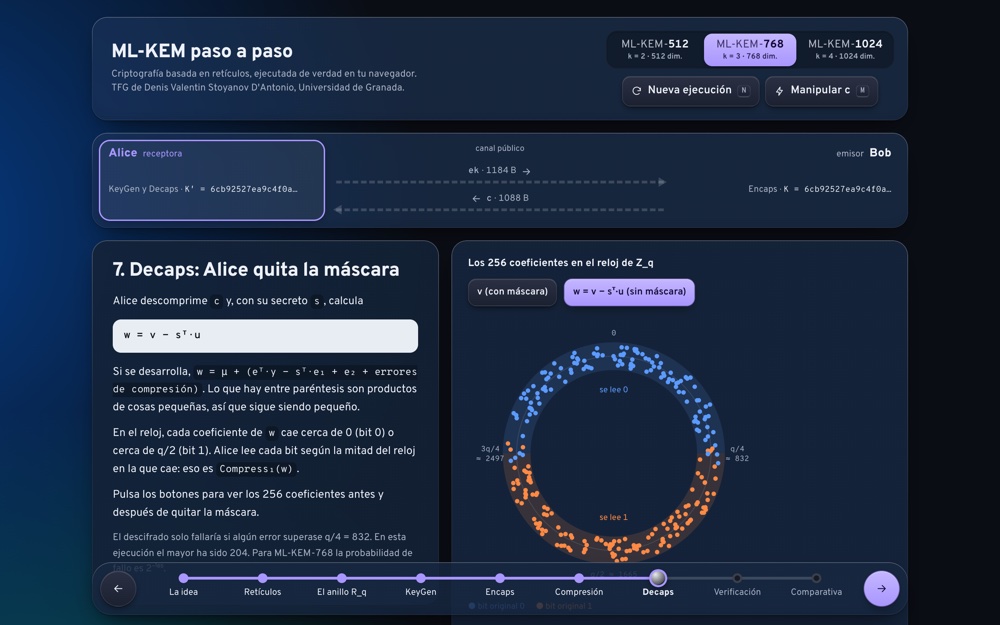 ML-KEM paso a paso
Criptografía basada en retículos, ejecutada de verdad en tu navegador.
TFG de Denis Valentin Stoyanov D'Antonio, Universidad de Granada.
ML-KEM-512
k = 2 · 512 dim.
ML-KEM-768
k = 3 · 768 dim.
ML-KEM-1024
k = 4 · 1024 dim.
Nueva ejecución N
Manipular c M
Alice receptora
KeyGen y Decaps · K' = 6cb92527ea9c4f0a…
canal público
ek · 1184 B →
← c · 1088 B
emisor Bob
Encaps · K = 6cb92527ea9c4f0a…
7. Decaps: Alice quita la máscara
Alice descomprime c y, con su secreto s, calcula
w = v − sᵀ·u
Si se desarrolla, w = μ + (eᵀ·y − sᵀ·e₁ + e₂ + errores
de compresión). Lo que hay entre paréntesis son productos
de cosas pequeñas, así que sigue siendo pequeño.
En el reloj, cada coeficiente de w cae cerca de 0 (bit 0) o
cerca de q/2 (bit 1). Alice lee cada bit según la mitad del reloj
en la que cae: eso es Compress₁(w).
Pulsa los botones para ver los 256 coeficientes antes y
después de quitar la máscara.
El descifrado solo fallaría si algún error superase q/4 = 832. En esta
ejecución el mayor ha sido 204. Para ML-KEM-768 la probabilidad de
fallo es
Los 256 coeficientes en el reloj de Z_q
v (con máscara)
w = v − sᵀ·u (sin máscara)
0
se lee 0
3q/4
≈ 2497
q/4
≈ 832
se lee 1
bit original 0
bit original 1
←
La idea
Retículos
El anillo R_q
KeyGen
Encaps
Compresión
Decaps
Verificación
Comparativa
→